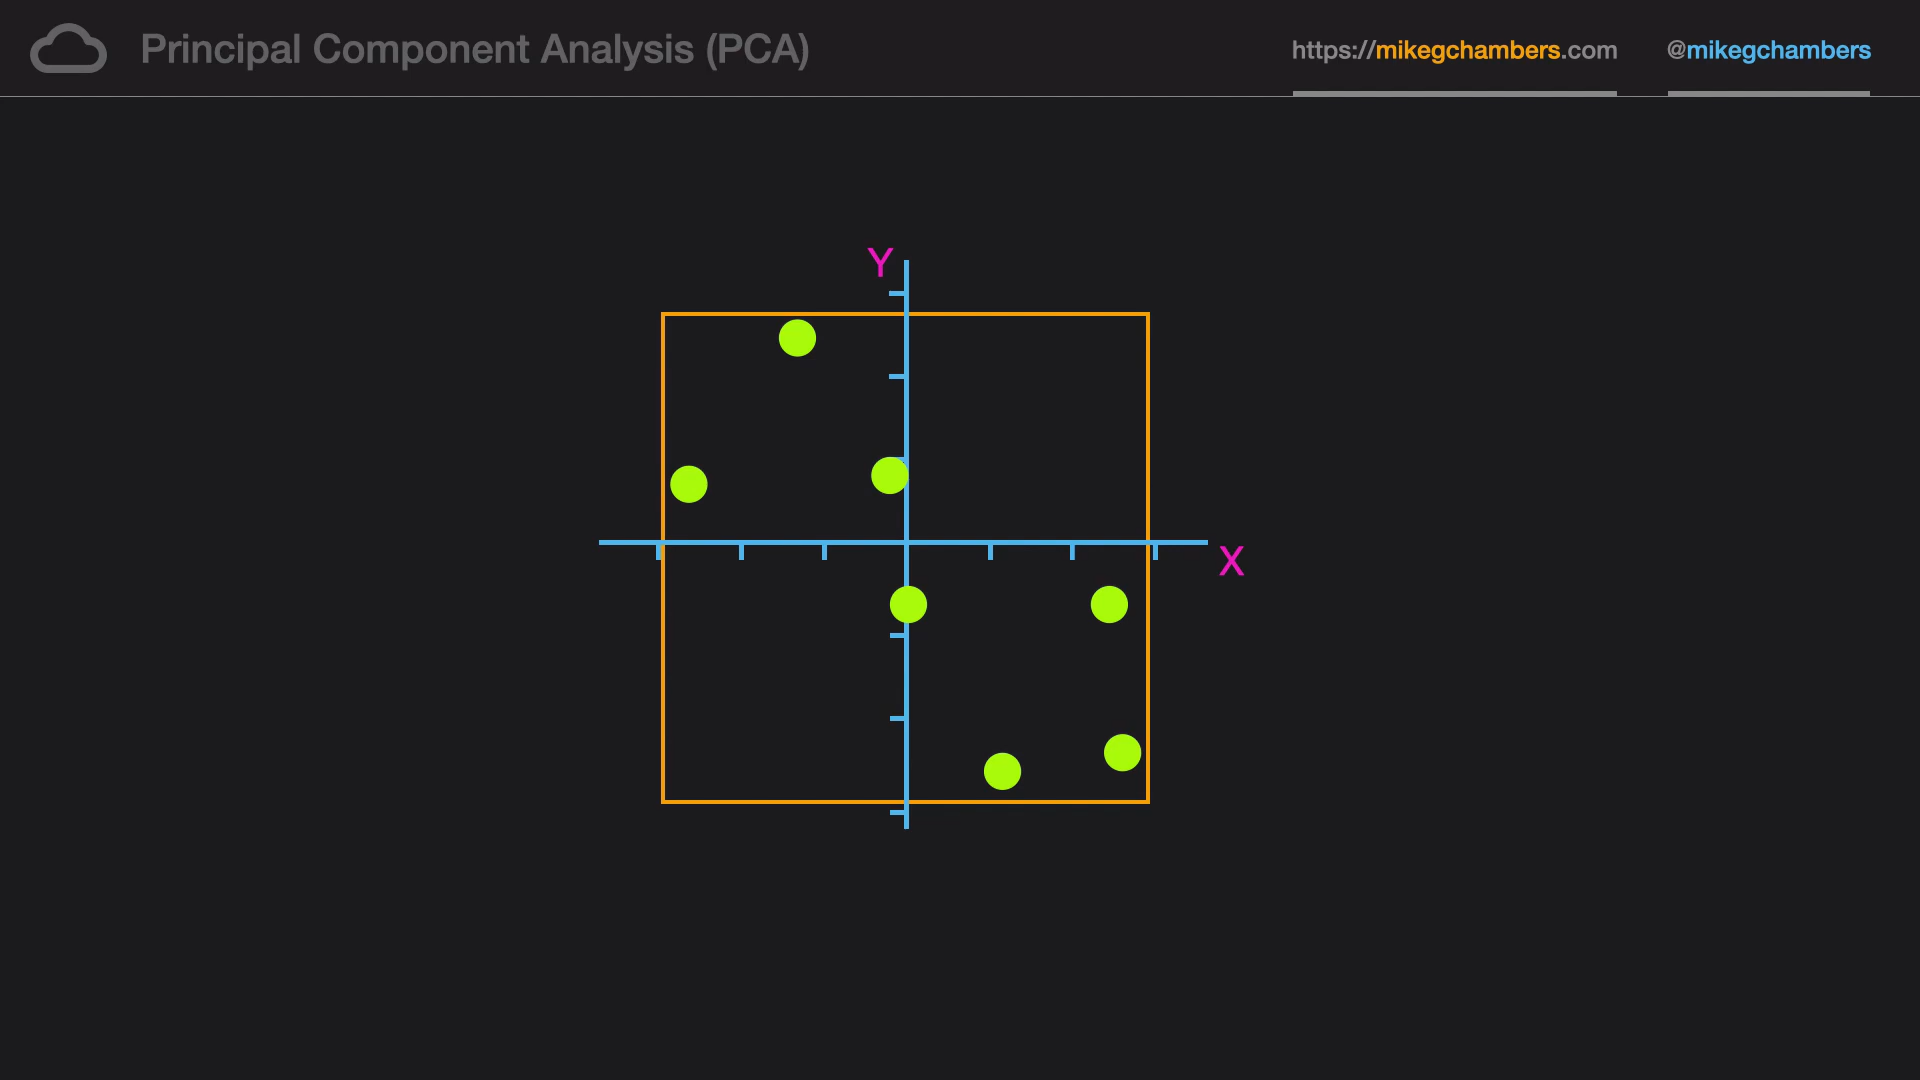 Principal Component Analysis (PCA)
https://mikegchambers.com
@mikegchambers
Y
X